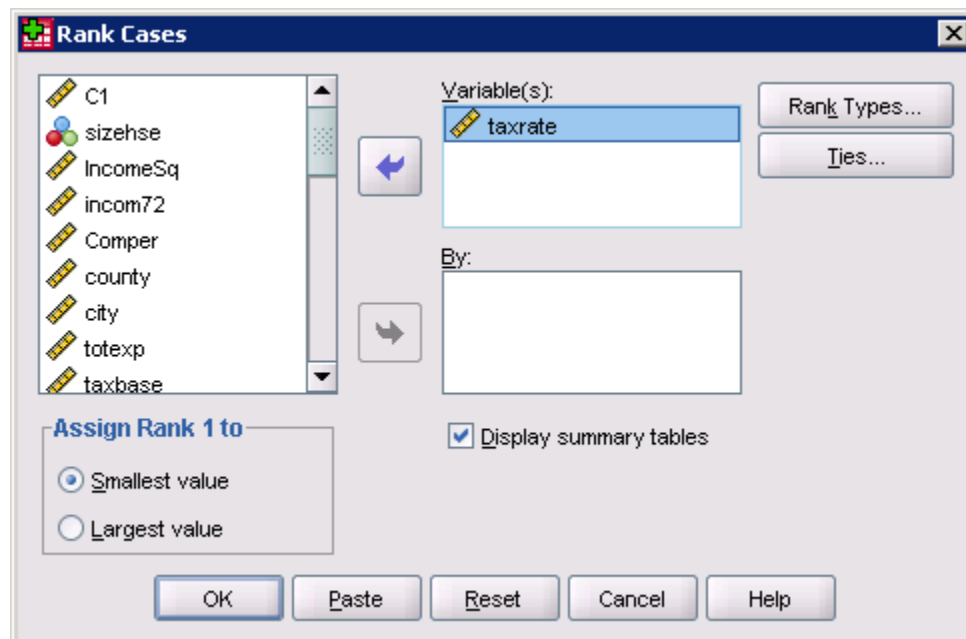 Rank Cases
C1
sizehse
IncomeSq
incom72
Comper
county
city
totexp
taxbase
Variable(s):
taxrate
By:
Rank Types...
Ties...
Assign Rank 1 to
Smallest value
Largest value
Display summary tables
OK
Paste
Reset
Cancel
Help